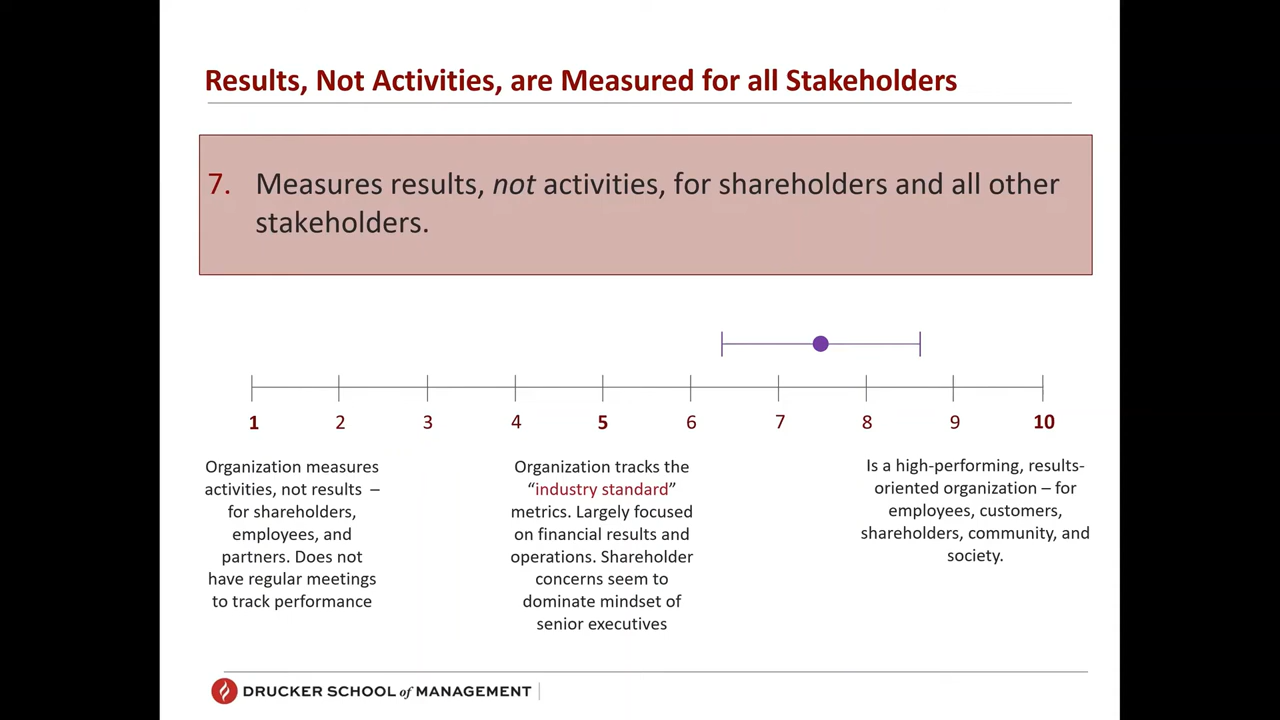 Results, Not Activities, are Measured for all Stakeholders
7. Measures results, not activities, for shareholders and all other
stakeholders.
1 2 3 4 5 6 7 8 9 10
Organization measures
activities, not results –
for shareholders,
employees, and
partners. Does not
have regular meetings
to track performance
Organization tracks the
“industry standard”
metrics. Largely focused
on financial results and
operations. Shareholder
concerns seem to
dominate mindset of
senior executives
Is a high-performing, results-
oriented organization – for
employees, customers,
shareholders, community, and
society.
DRUCKER SCHOOL of MANAGEMENT